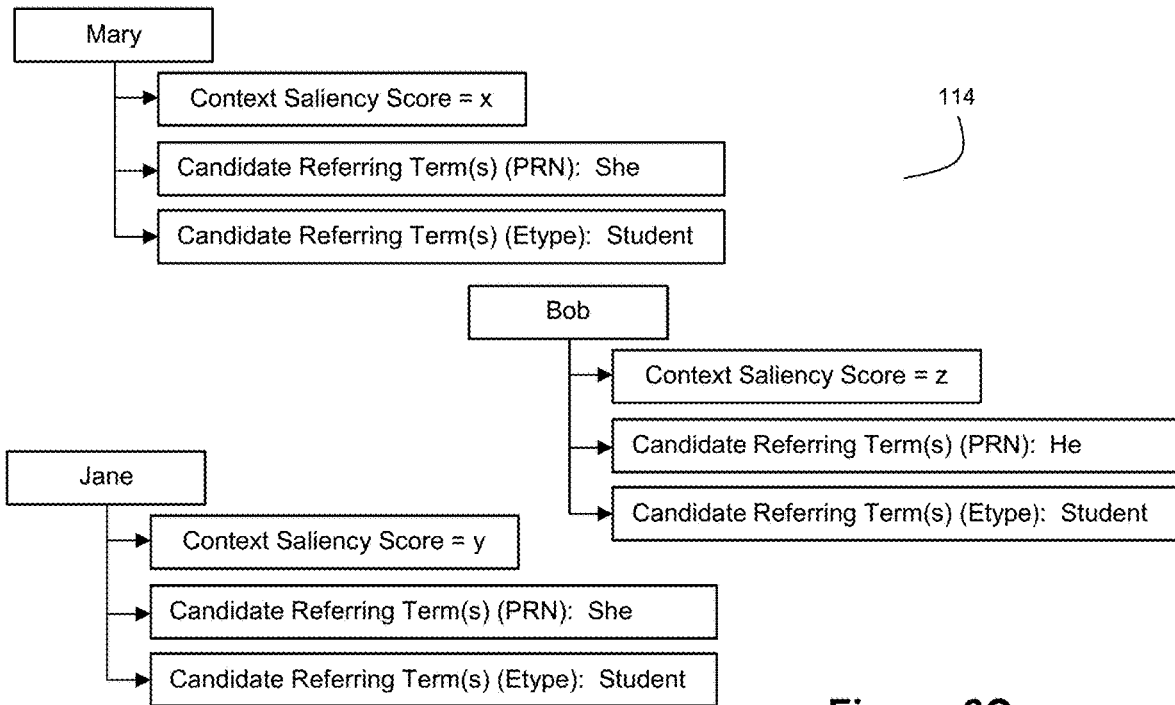 Mary
Context Saliency Score = x
114
Candidate Referring Term(s) (PRN): She
Candidate Referring Term(s) (Etype): Student
Bob
Context Saliency Score = z
Candidate Referring Term(s) (PRN): He
Candidate Referring Term(s) (Etype): Student
Jane
Context Saliency Score = y
Candidate Referring Term(s) (PRN): She
Candidate Referring Term(s) (Etype): Student